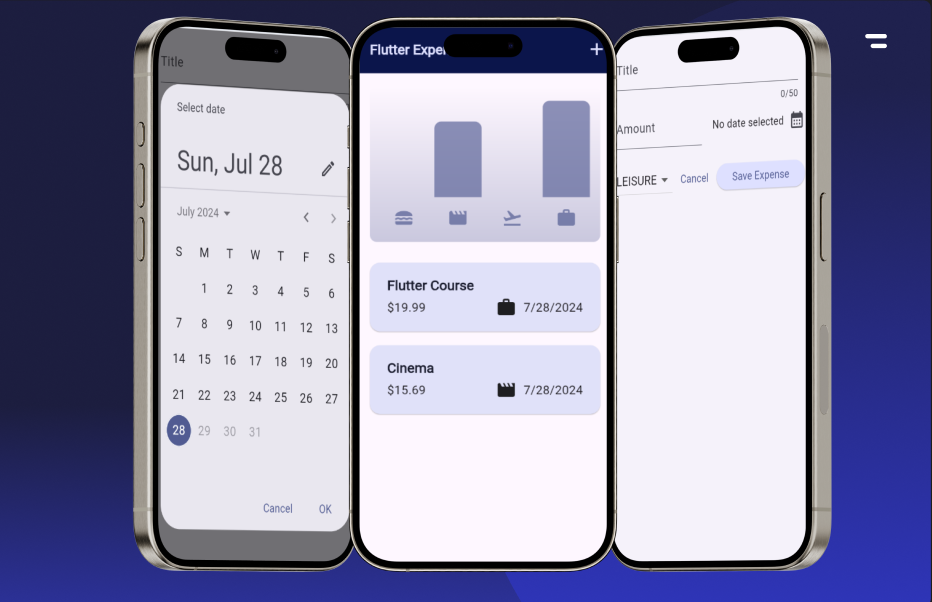 Title
Select date
Sun, Jul 28
July 2024
S M T W T F S
1 2 3 4 5 6
7 8 9 10 11 12 13
14 15 16 17 18 19 20
21 22 23 24 25 26 27
28 29 30 31
Cancel OK
Flutter Expe
Flutter Course
$19.99 7/28/2024
Cinema
$15.69 7/28/2024
Title
0/50
Amount No date selected
LEISURE Cancel Save Expense